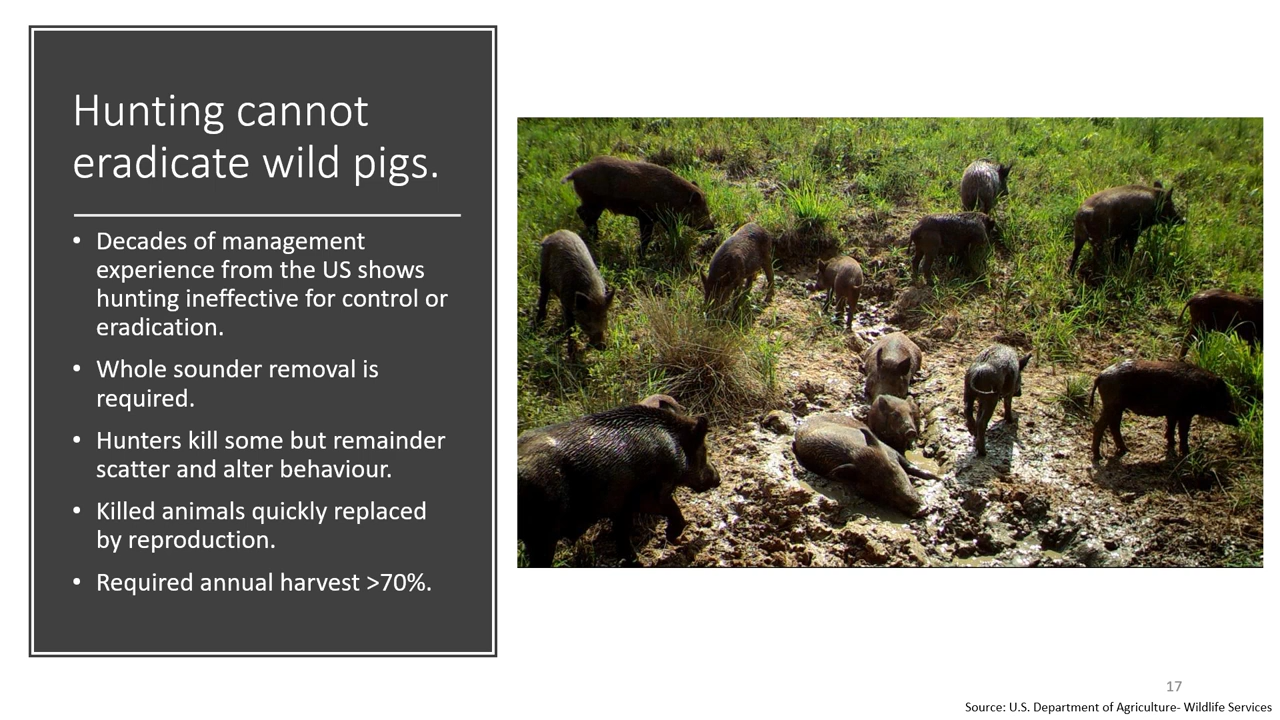 Hunting cannot
eradicate wild pigs.
• Decades of management
experience from the US shows
hunting ineffective for control or
eradication.
• Whole sounder removal is
required.
• Hunters kill some but remainder
scatter and alter behaviour.
• Killed animals quickly replaced
by reproduction.
• Required annual harvest >70%.
17
Source: U.S. Department of Agriculture- Wildlife Services